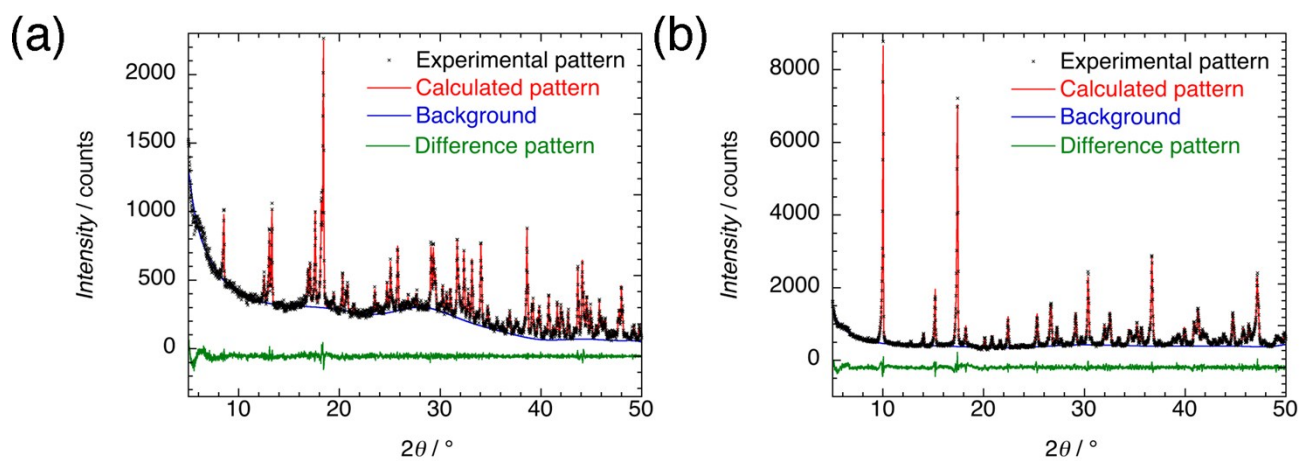 (a)
Experimental pattern
Calculated pattern
Background
Difference pattern
2000
1500
1000
500
0
Intensity / counts
10
20
30
40
50
2θ / °
(b)
Experimental pattern
Calculated pattern
Background
Difference pattern
8000
6000
4000
2000
0
Intensity / counts
10
20
30
40
50
2θ / °